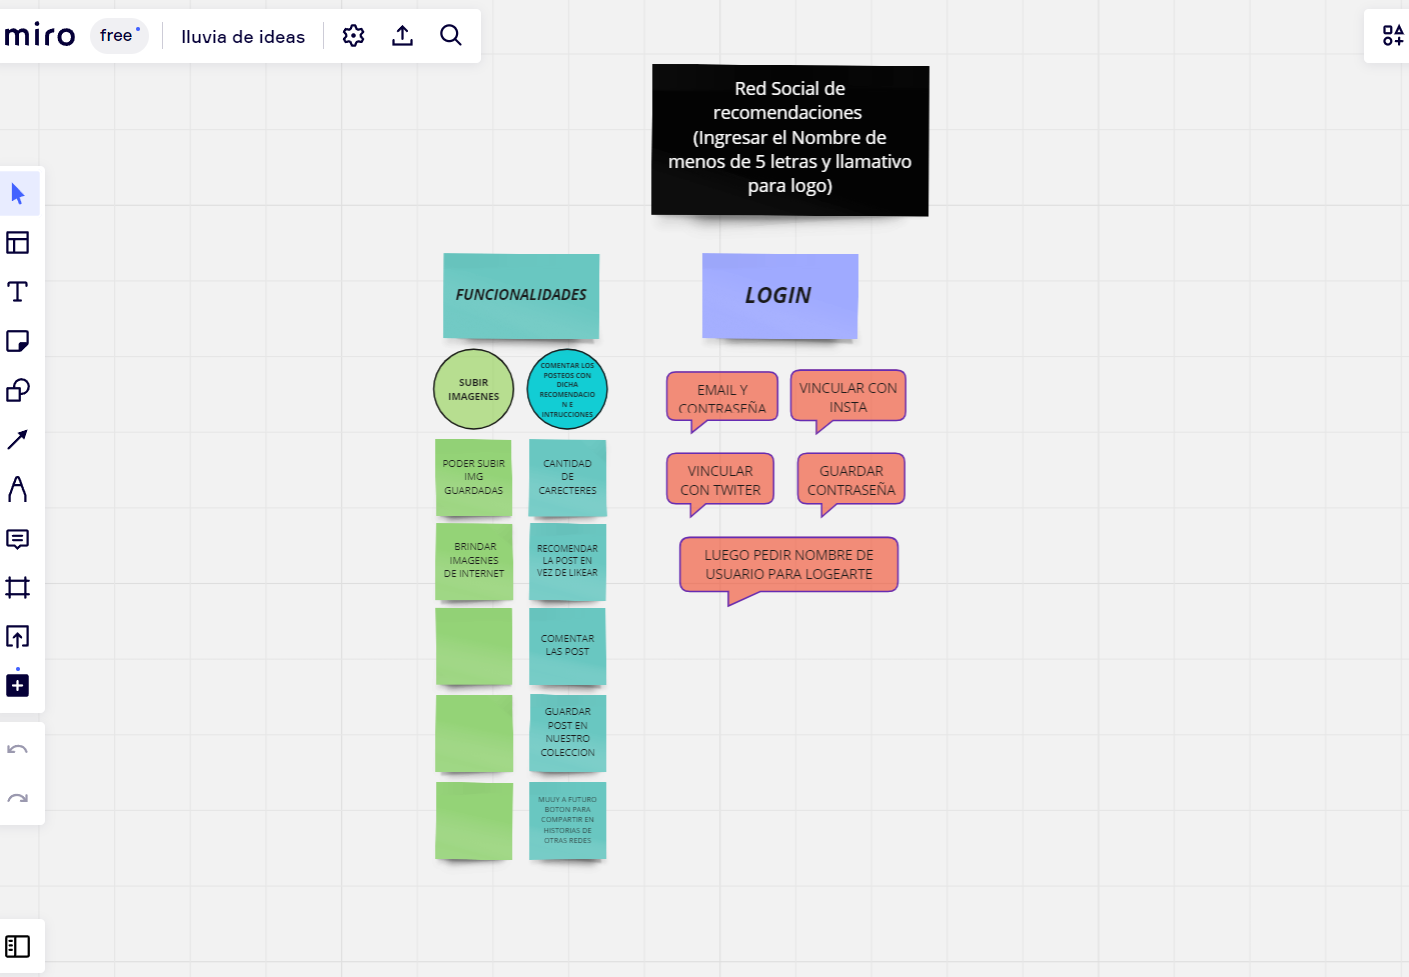 miro
free
lluvia de ideas
Red Social de
recomendaciones
(Ingresar el Nombre de
menos de 5 letras y llamativo
para logo)
FUNCIONALIDADES
LOGIN
SUBIR
IMAGENES
COMENTAR LOS
POSTEOS CON
DICHA
RECOMENDACIO
N E
INTRUCCIONES
EMAIL Y
CONTRASEÑA
VINCULAR CON
INSTA
VINCULAR
CON TWITER
GUARDAR
CONTRASEÑA
LUEGO PEDIR NOMBRE DE
USUARIO PARA LOGEARTE
PODER SUBIR
IMG
GUARDADAS
CANTIDAD
DE
CARECTERES
BRINDAR
IMAGENES
DE INTERNET
RECOMENDAR
LA POST EN
VEZ DE LIKEAR
COMENTAR
LAS POST
GUARDAR
POST EN
NUESTRO
COLECCION
MUUY A FUTURO
BOTON PARA
COMPARTIR EN
HISTORIAS DE
OTRAS REDES